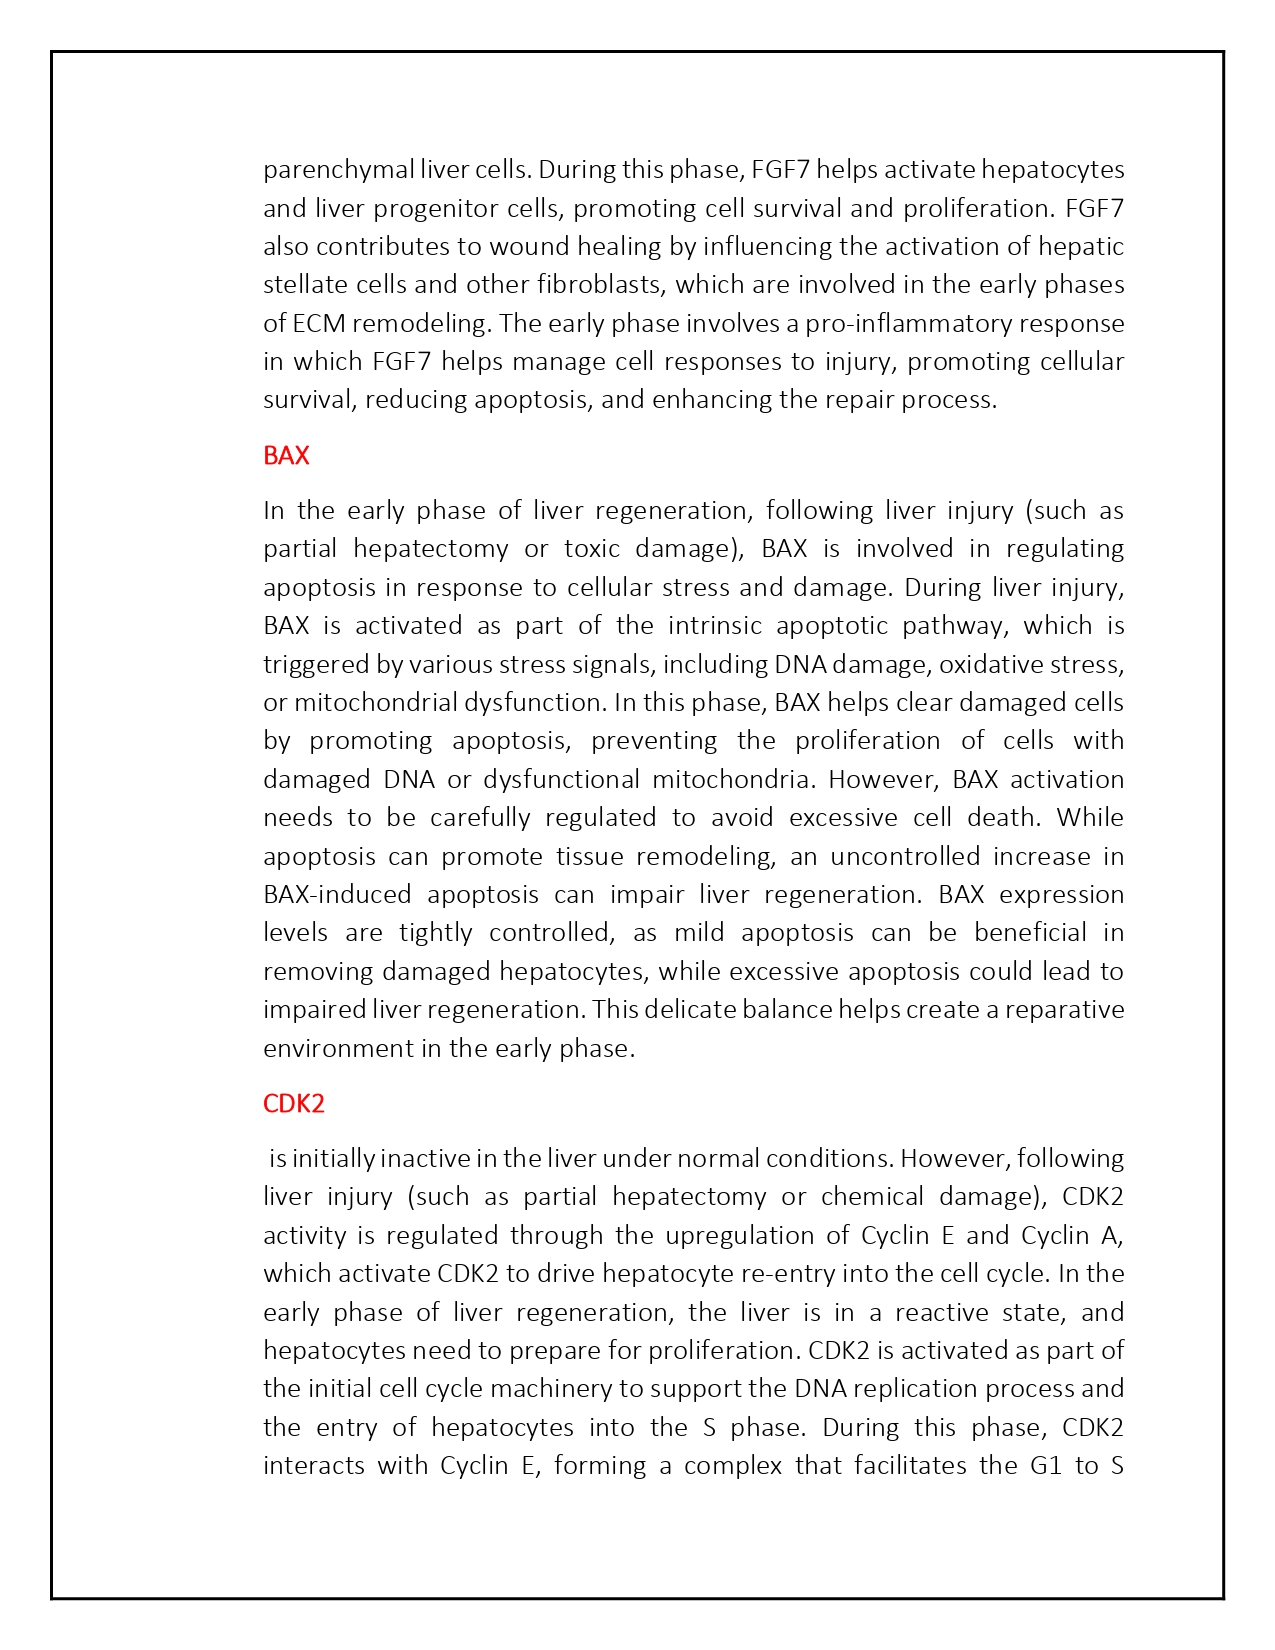 parenchymal liver cells. During this phase, FGF7 helps activate hepatocytes
and liver progenitor cells, promoting cell survival and proliferation. FGF7
also contributes to wound healing by influencing the activation of hepatic
stellate cells and other fibroblasts, which are involved in the early phases
of ECM remodeling. The early phase involves a pro-inflammatory response
in which FGF7 helps manage cell responses to injury, promoting cellular
survival, reducing apoptosis, and enhancing the repair process.
BAX
In the early phase of liver regeneration, following liver injury (such as
partial hepatectomy or toxic damage), BAX is involved in regulating
apoptosis in response to cellular stress and damage. During liver injury,
BAX is activated as part of the intrinsic apoptotic pathway, which is
triggered by various stress signals, including DNA damage, oxidative stress,
or mitochondrial dysfunction. In this phase, BAX helps clear damaged cells
by promoting apoptosis, preventing the proliferation of cells with
damaged DNA or dysfunctional mitochondria. However, BAX activation
needs to be carefully regulated to avoid excessive cell death. While
apoptosis can promote tissue remodeling, an uncontrolled increase in
BAX-induced apoptosis can impair liver regeneration. BAX expression
levels are tightly controlled, as mild apoptosis can be beneficial in
removing damaged hepatocytes, while excessive apoptosis could lead to
impaired liver regeneration. This delicate balance helps create a reparative
environment in the early phase.
CDK2
is initially inactive in the liver under normal conditions. However, following
liver injury (such as partial hepatectomy or chemical damage), CDK2
activity is regulated through the upregulation of Cyclin E and Cyclin A,
which activate CDK2 to drive hepatocyte re-entry into the cell cycle. In the
early phase of liver regeneration, the liver is in a reactive state, and
hepatocytes need to prepare for proliferation. CDK2 is activated as part of
the initial cell cycle machinery to support the DNA replication process and
the entry of hepatocytes into the S phase. During this phase, CDK2
interacts with Cyclin E, forming a complex that facilitates the G1 to S